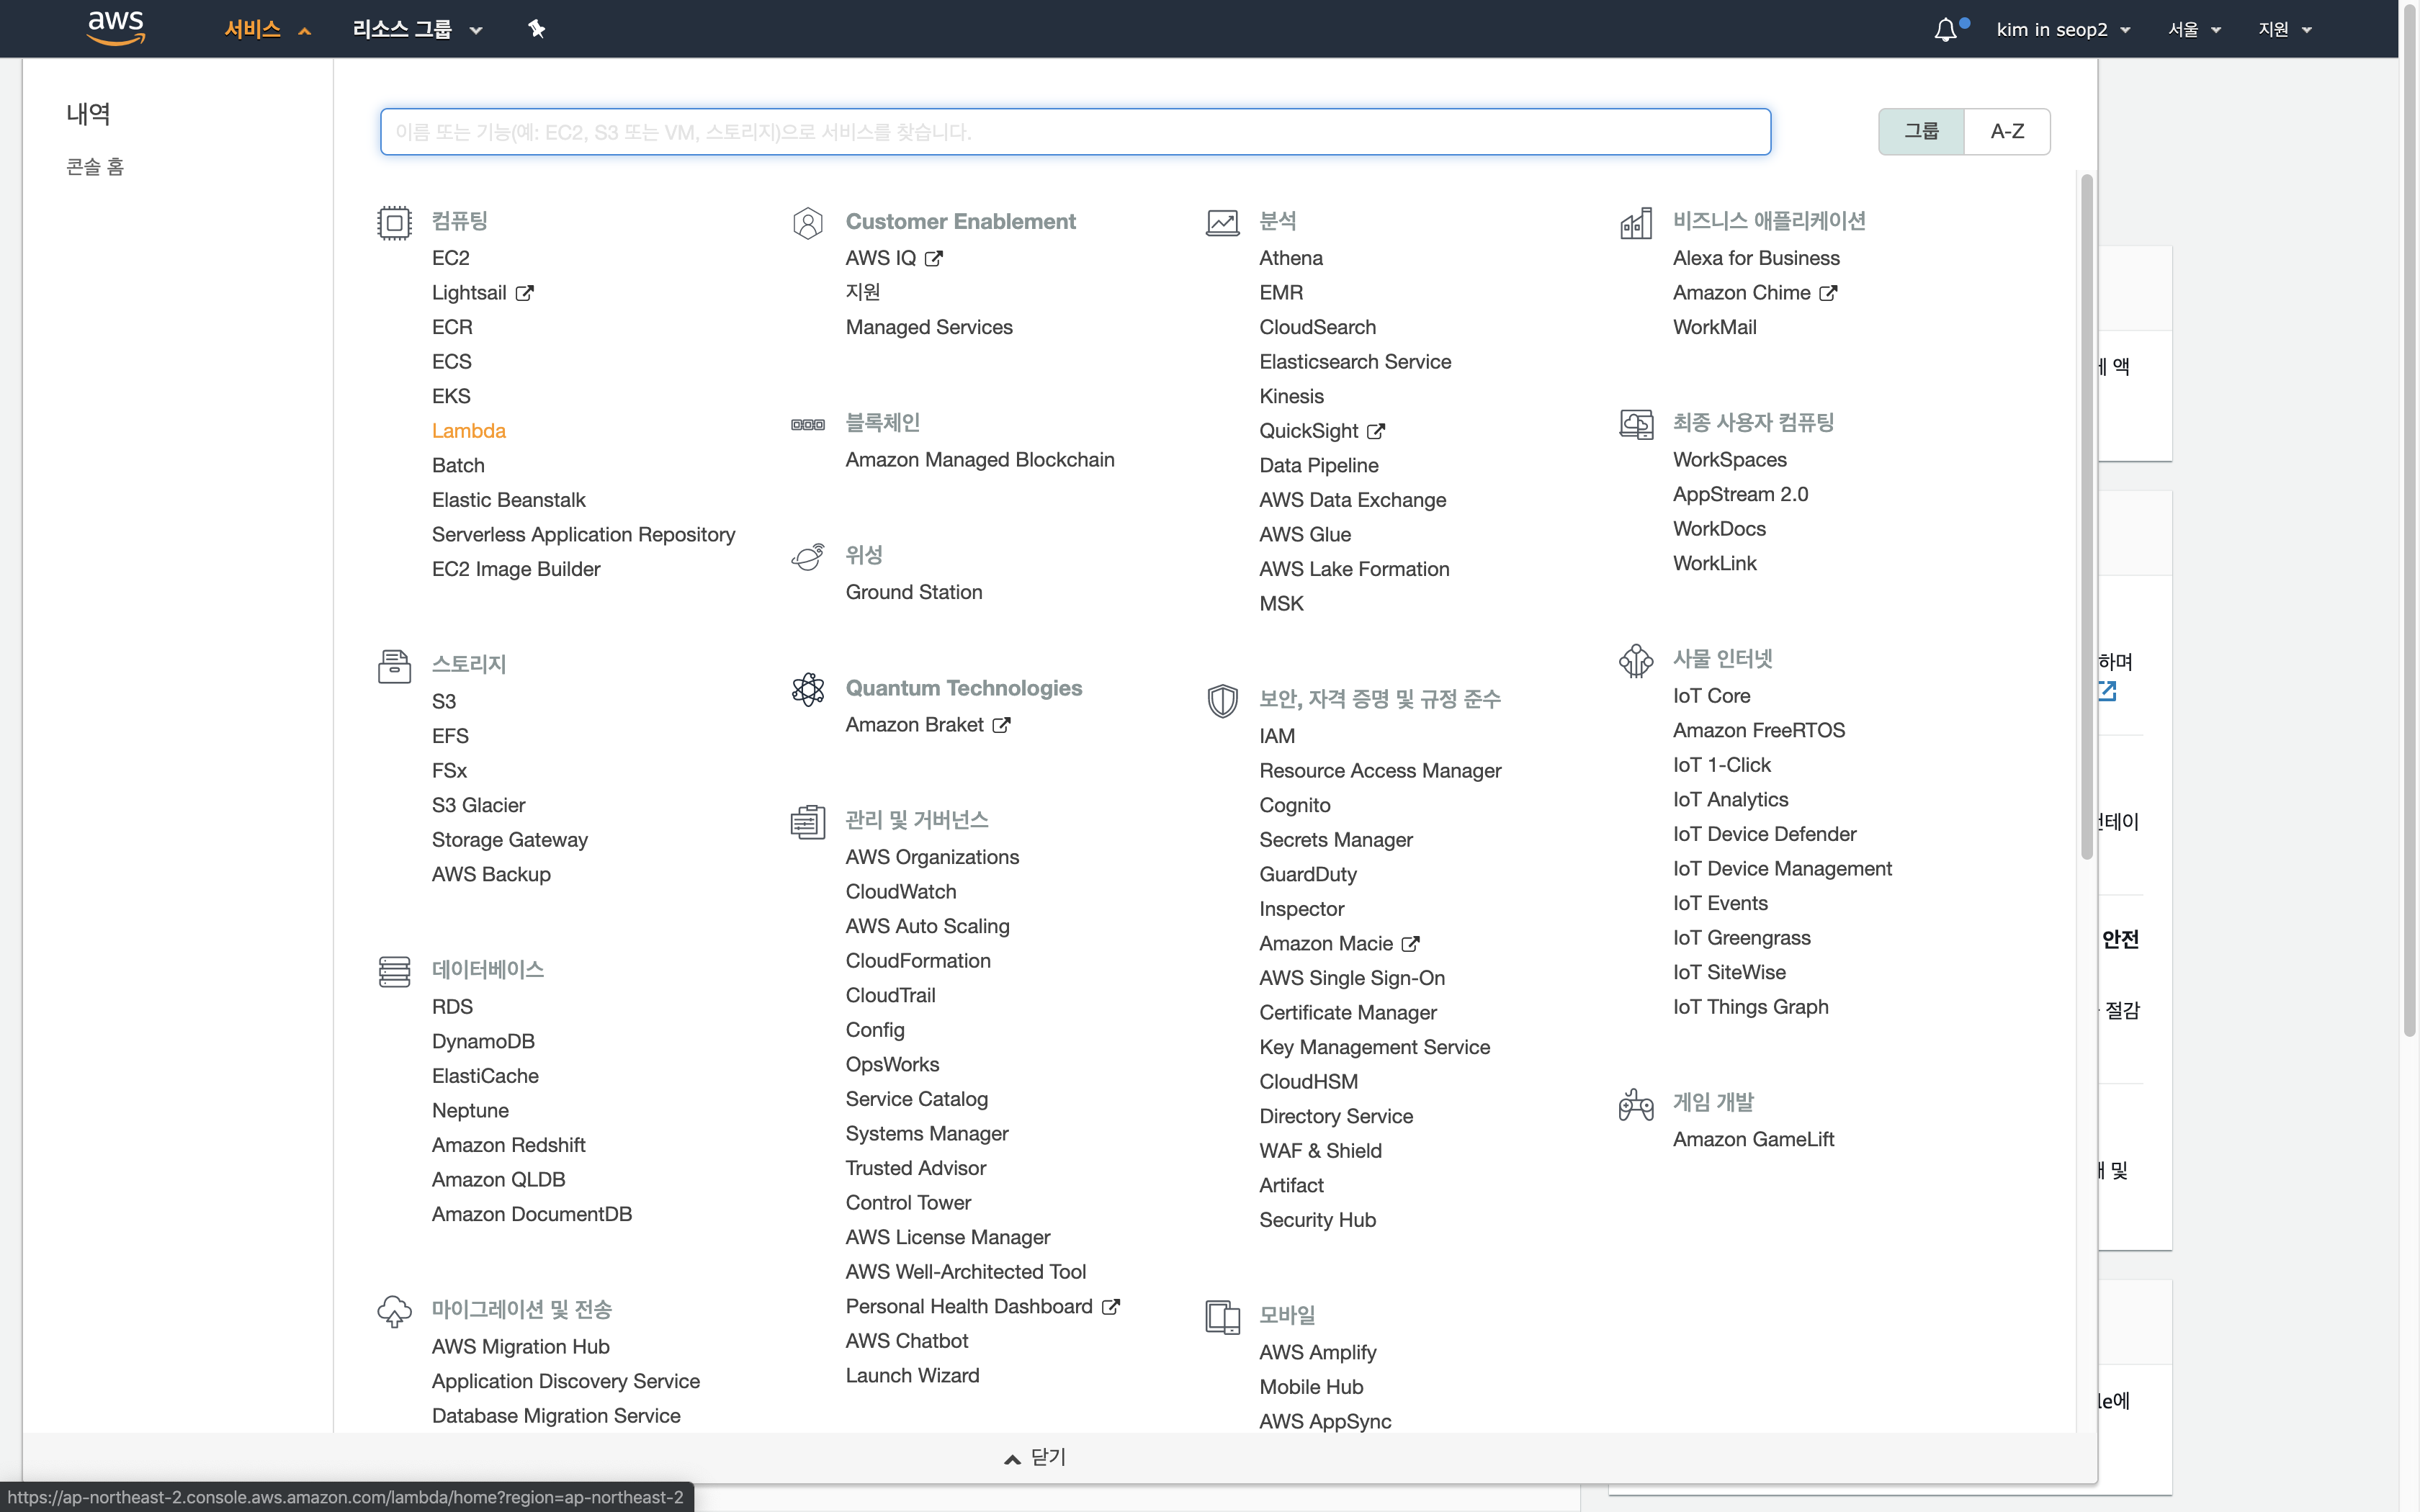 aws 서비스 리소스 그룹 kim in seop2 서울 지원
내역
콘솔 홈
이름 또는 기능(예: EC2, S3 또는 VM, 스토리지)으로 서비스를 찾습니다.
그룹 A-Z
컴퓨팅
EC2
Lightsail
ECR
ECS
EKS
Lambda
Batch
Elastic Beanstalk
Serverless Application Repository
EC2 Image Builder
스토리지
S3
EFS
FSx
S3 Glacier
Storage Gateway
AWS Backup
데이터베이스
RDS
DynamoDB
ElastiCache
Neptune
Amazon Redshift
Amazon QLDB
Amazon DocumentDB
마이그레이션 및 전송
AWS Migration Hub
Application Discovery Service
Database Migration Service
Customer Enablement
AWS IQ
지원
Managed Services
블록체인
Amazon Managed Blockchain
위성
Ground Station
Quantum Technologies
Amazon Braket
관리 및 거버넌스
AWS Organizations
CloudWatch
AWS Auto Scaling
CloudFormation
CloudTrail
Config
OpsWorks
Service Catalog
Systems Manager
Trusted Advisor
Control Tower
AWS License Manager
AWS Well-Architected Tool
Personal Health Dashboard
AWS Chatbot
Launch Wizard
분석
Athena
EMR
CloudSearch
Elasticsearch Service
Kinesis
QuickSight
Data Pipeline
AWS Data Exchange
AWS Glue
AWS Lake Formation
MSK
보안, 자격 증명 및 규정 준수
IAM
Resource Access Manager
Cognito
Secrets Manager
GuardDuty
Inspector
Amazon Macie
AWS Single Sign-On
Certificate Manager
Key Management Service
CloudHSM
Directory Service
WAF & Shield
Artifact
Security Hub
모바일
AWS Amplify
Mobile Hub
AWS AppSync
비즈니스 애플리케이션
Alexa for Business
Amazon Chime
WorkMail
최종 사용자 컴퓨팅
WorkSpaces
AppStream 2.0
WorkDocs
WorkLink
사물 인터넷
IoT Core
Amazon FreeRTOS
IoT 1-Click
IoT Analytics
IoT Device Defender
IoT Device Management
IoT Events
IoT Greengrass
IoT SiteWise
IoT Things Graph
게임 개발
Amazon GameLift
액
하며
테이
안전
절감
및
le에
닫기
https://ap-northeast-2.console.aws.amazon.com/lambda/home?region=ap-northeast-2